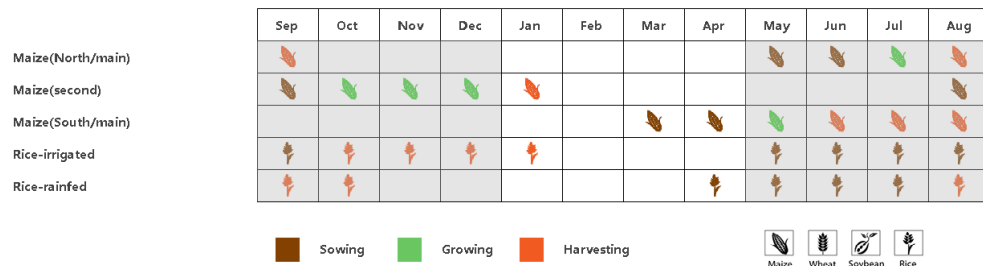 Sep Oct Nov Dec Jan Feb Mar Apr May Jun Jul Aug
Maize(North/main)
Maize(second)
Maize(South/main)
Rice-irrigated
Rice-rainfed
Sowing Growing Harvesting
Maize Wheat Soybean Rice